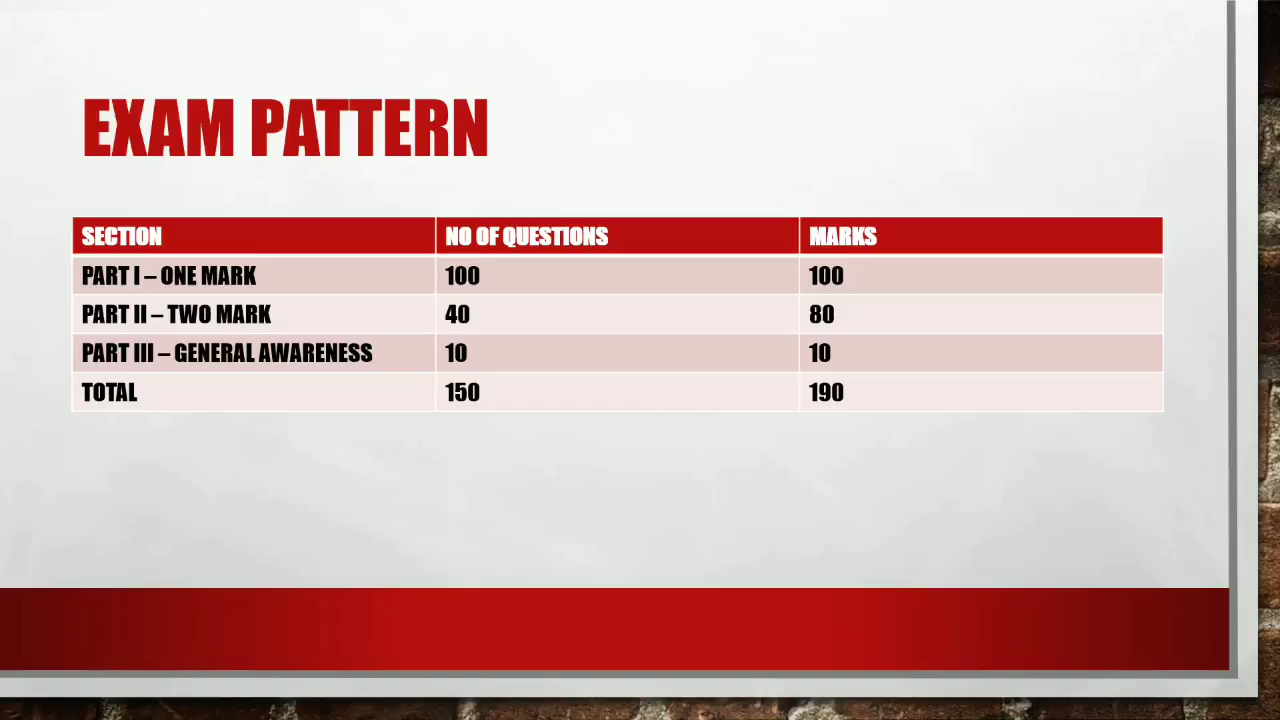 EXAM PATTERN
SECTION NO OF QUESTIONS MARKS
PART I – ONE MARK 100 100
PART II – TWO MARK 40 80
PART III – GENERAL AWARENESS 10 10
TOTAL 150 190